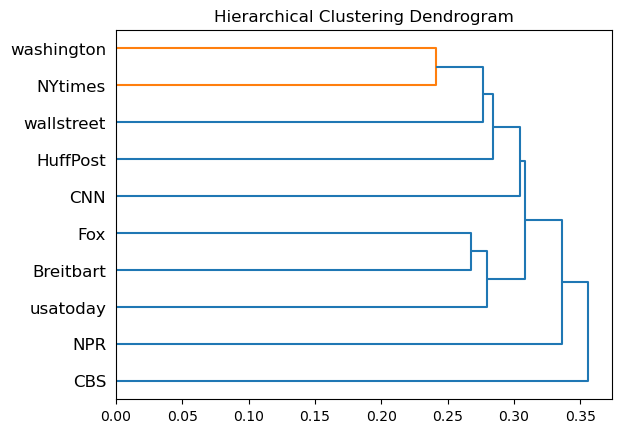 Hierarchical Clustering Dendrogram
washington
NYtimes
wallstreet
HuffPost
CNN
Fox
Breitbart
usatoday
NPR
CBS
0.00 0.05 0.10 0.15 0.20 0.25 0.30 0.35